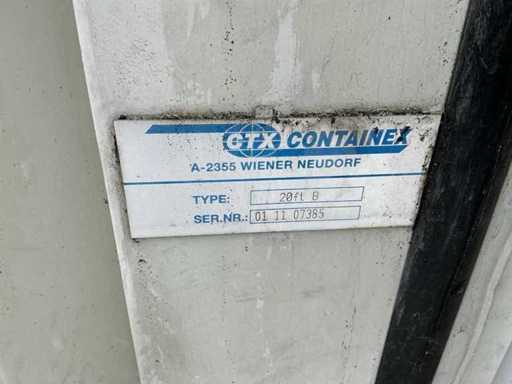 CTX CONTAINEX
A-2355 WIENER NEUDORF
TYPE: 20ft B
SER.NR.: 01 11 07385